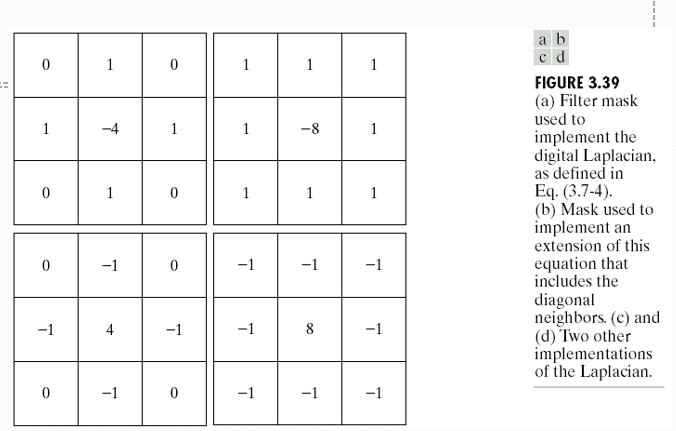 0 1 0
1 −4 1
0 1 0
1 1 1
1 −8 1
1 1 1
0 −1 0
−1 4 −1
0 −1 0
−1 −1 −1
−1 8 −1
−1 −1 −1
a b
c d
FIGURE 3.39
(a) Filter mask
used to
implement the
digital Laplacian,
as defined in
Eq. (3.7-4).
(b) Mask used to
implement an
extension of this
equation that
includes the
diagonal
neighbors. (c) and
(d) Two other
implementations
of the Laplacian.